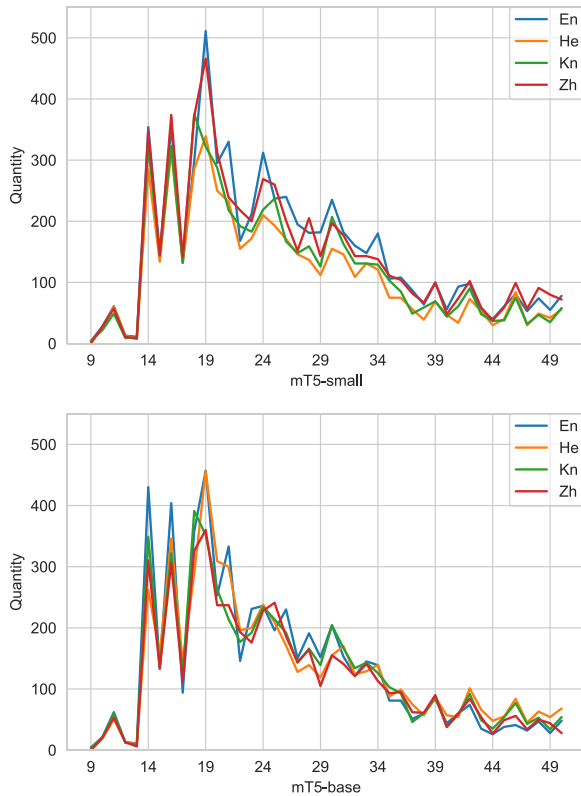 500
400
300
200
100
0
Quantity
En
He
Kn
Zh
9 14 19 24 29 34 39 44 49
mT5-small
500
400
300
200
100
0
Quantity
En
He
Kn
Zh
9 14 19 24 29 34 39 44 49
mT5-base